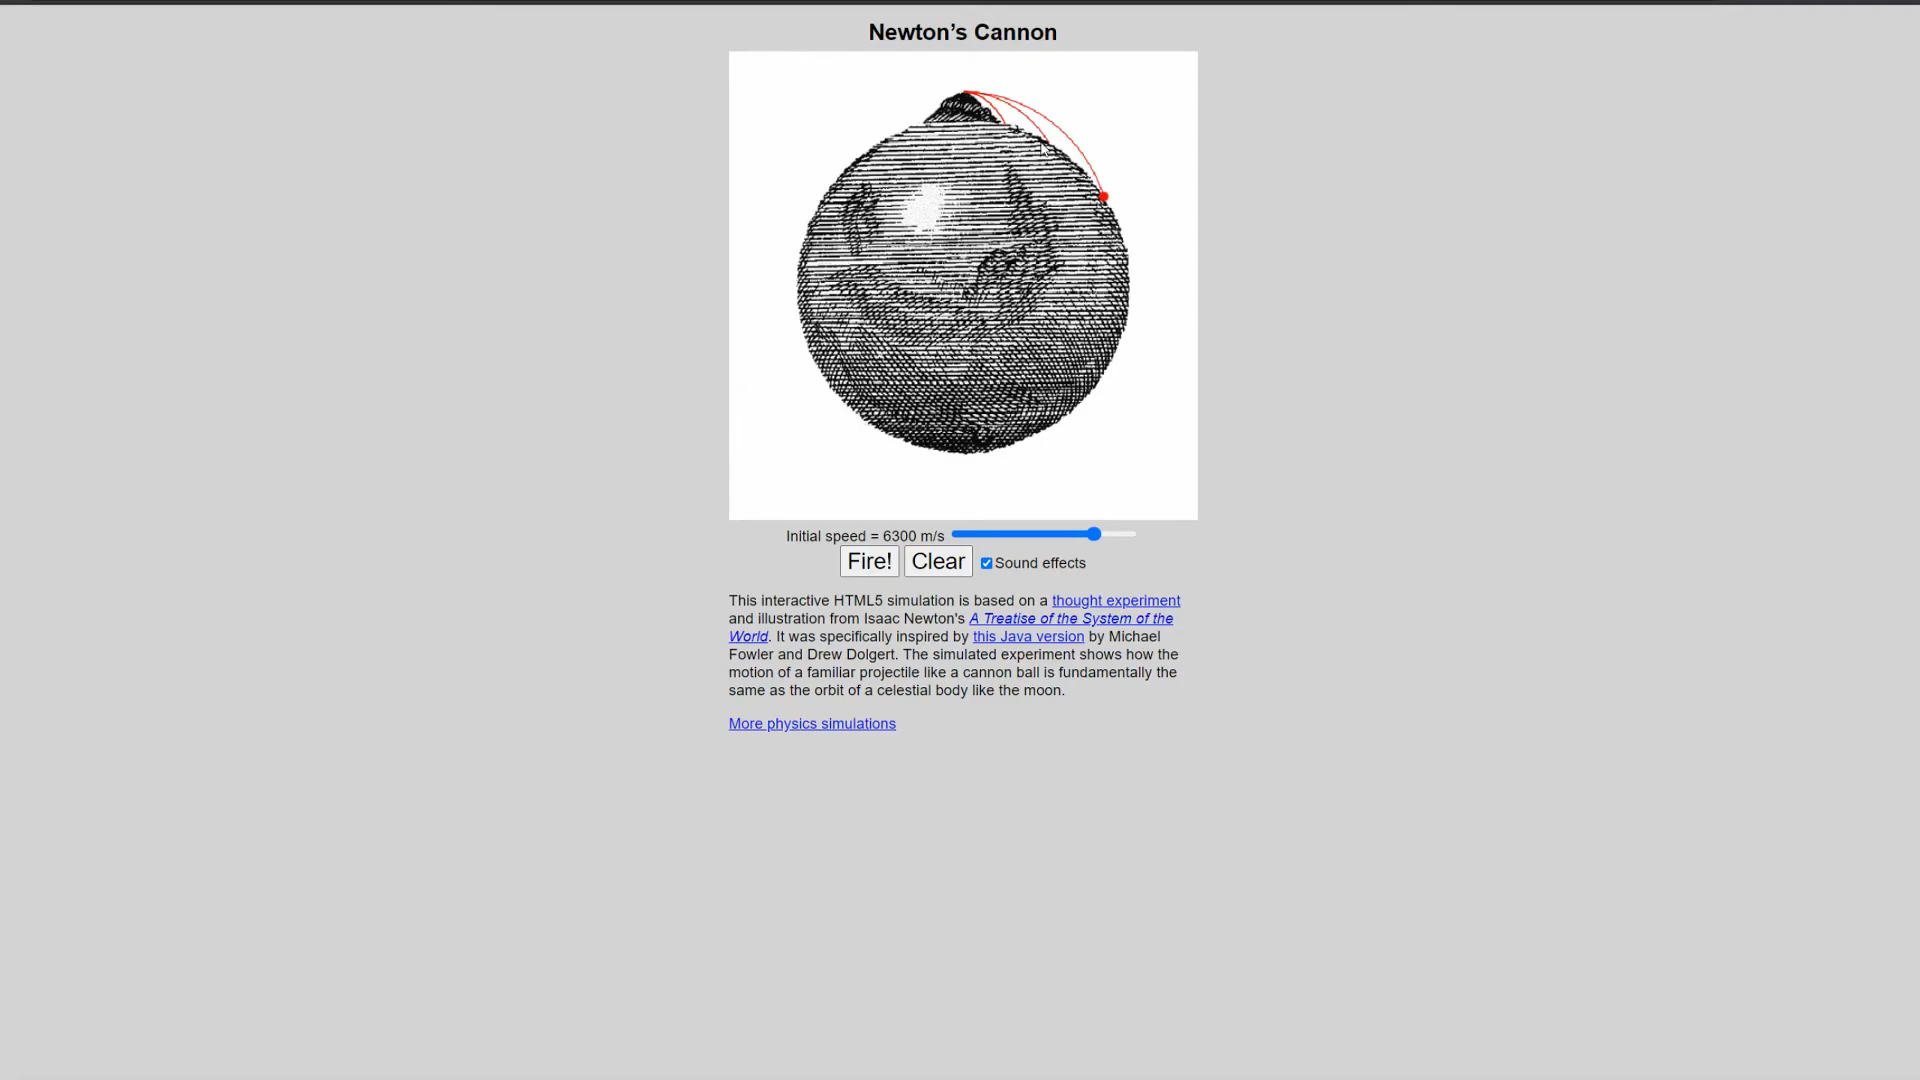 Newton’s Cannon
Initial speed = 6300 m/s
Fire! Clear Sound effects
This interactive HTML5 simulation is based on a thought experiment
and illustration from Isaac Newton's A Treatise of the System of the
World. It was specifically inspired by this Java version by Michael
Fowler and Drew Dolgert. The simulated experiment shows how the
motion of a familiar projectile like a cannon ball is fundamentally the
same as the orbit of a celestial body like the moon.
More physics simulations